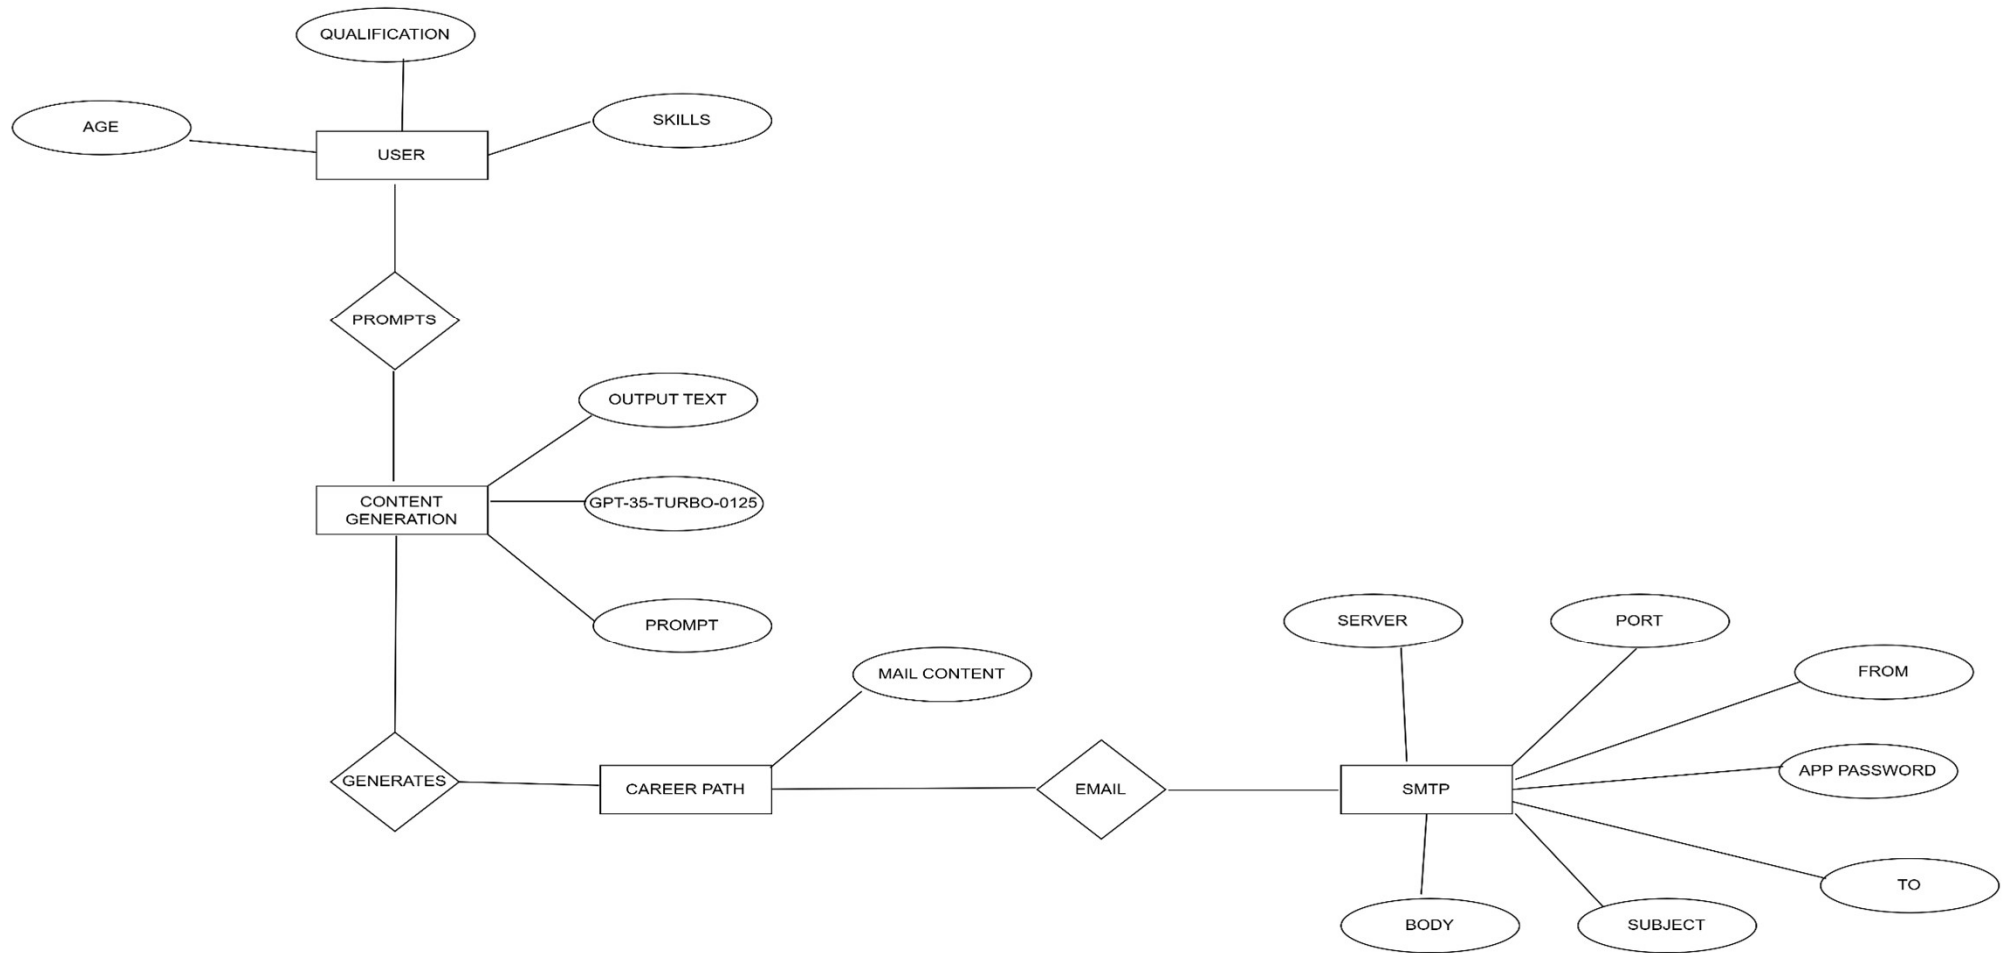 QUALIFICATION
AGE
SKILLS
USER
PROMPTS
OUTPUT TEXT
CONTENT
GENERATION
GPT-35-TURBO-0125
PROMPT
SERVER
PORT
MAIL CONTENT
FROM
GENERATES
CAREER PATH
EMAIL
SMTP
APP PASSWORD
TO
BODY
SUBJECT